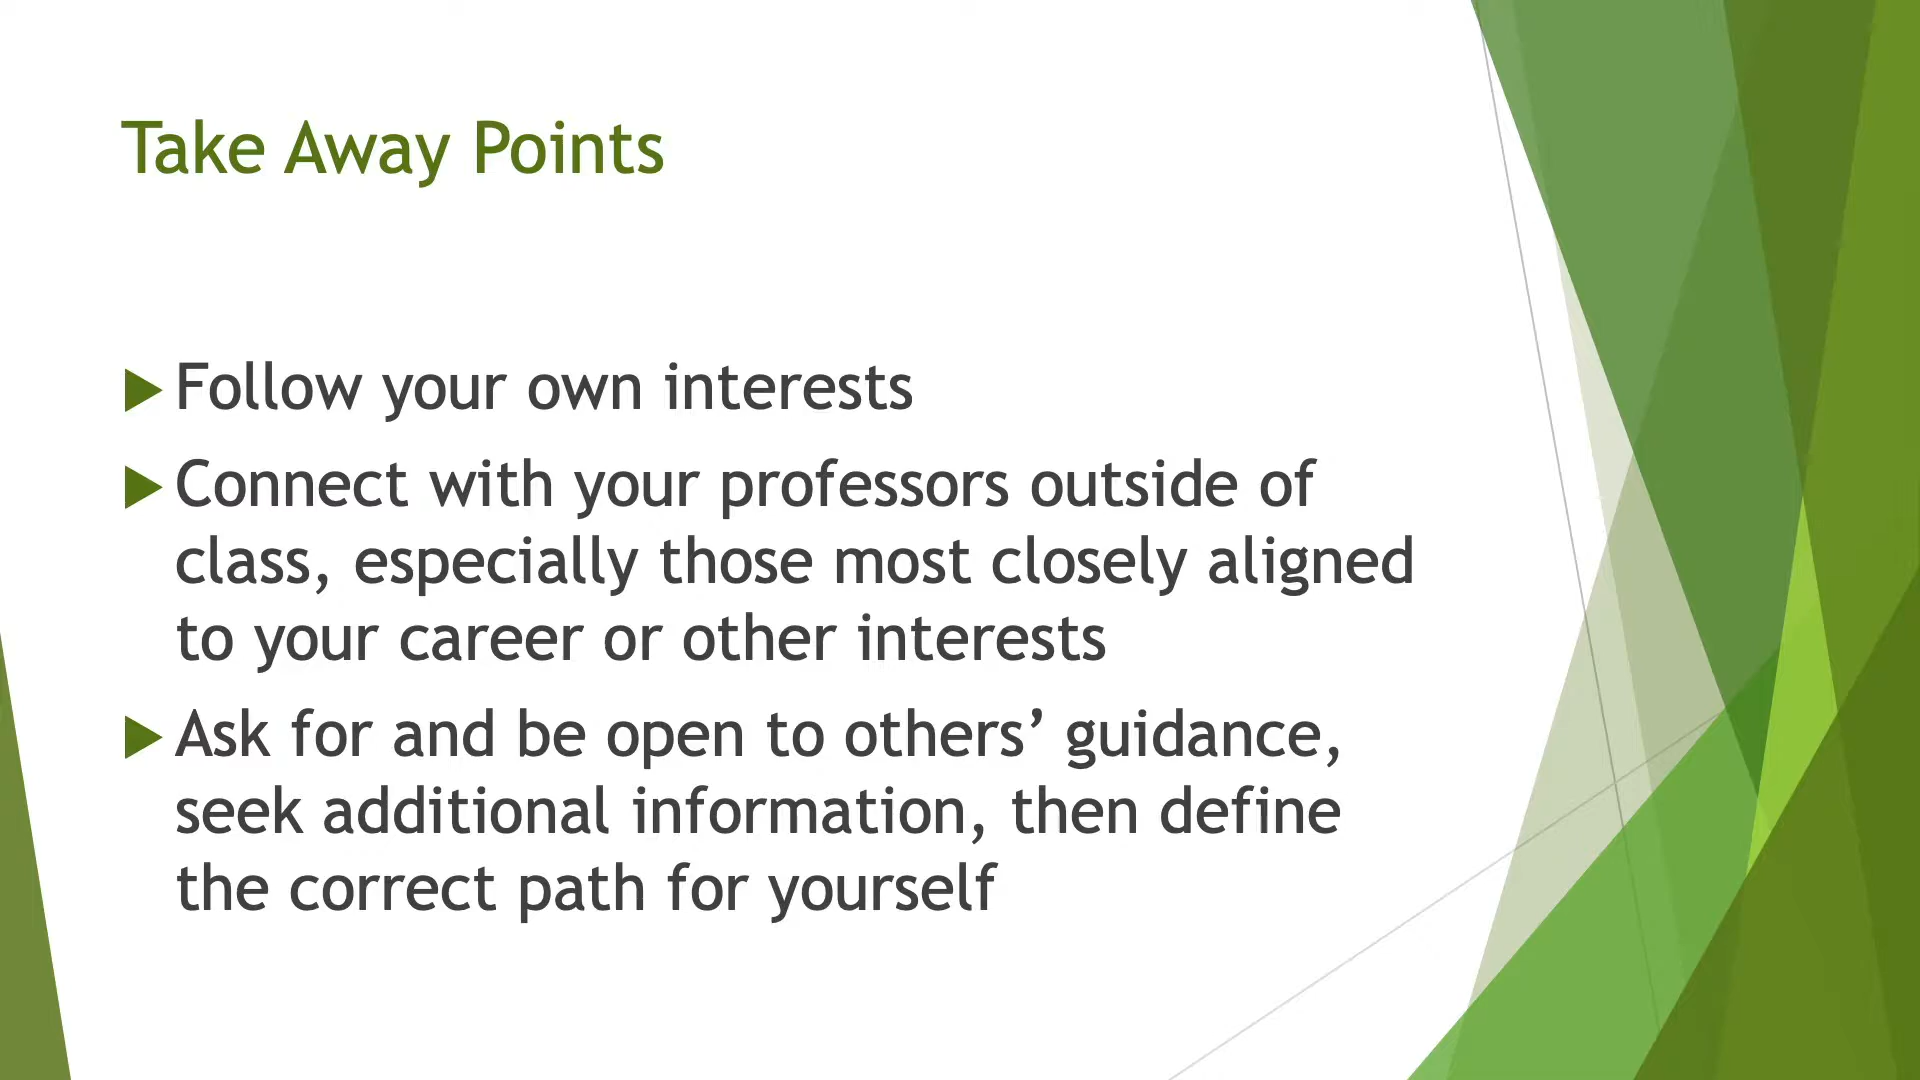 Take Away Points
Follow your own interests
Connect with your professors outside of
class, especially those most closely aligned
to your career or other interests
Ask for and be open to others’ guidance,
seek additional information, then define
the correct path for yourself